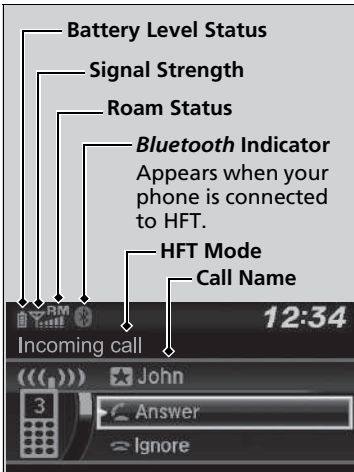 Battery Level Status
Signal Strength
Roam Status
Bluetooth Indicator
Appears when your
phone is connected
to HFT.
HFT Mode
Call Name
RM
12:34
Incoming call
John
3
Answer
Ignore